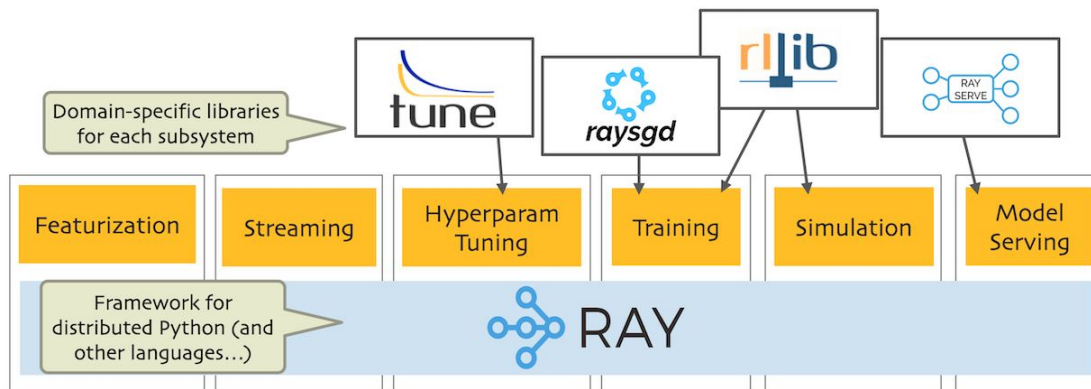 rllib
tune
raysgd
RAY
SERVE
Domain-specific libraries
for each subsystem
Featurization
Streaming
Hyperparam
Tuning
Training
Simulation
Model
Serving
Framework for
distributed Python (and
other languages...)
RAY